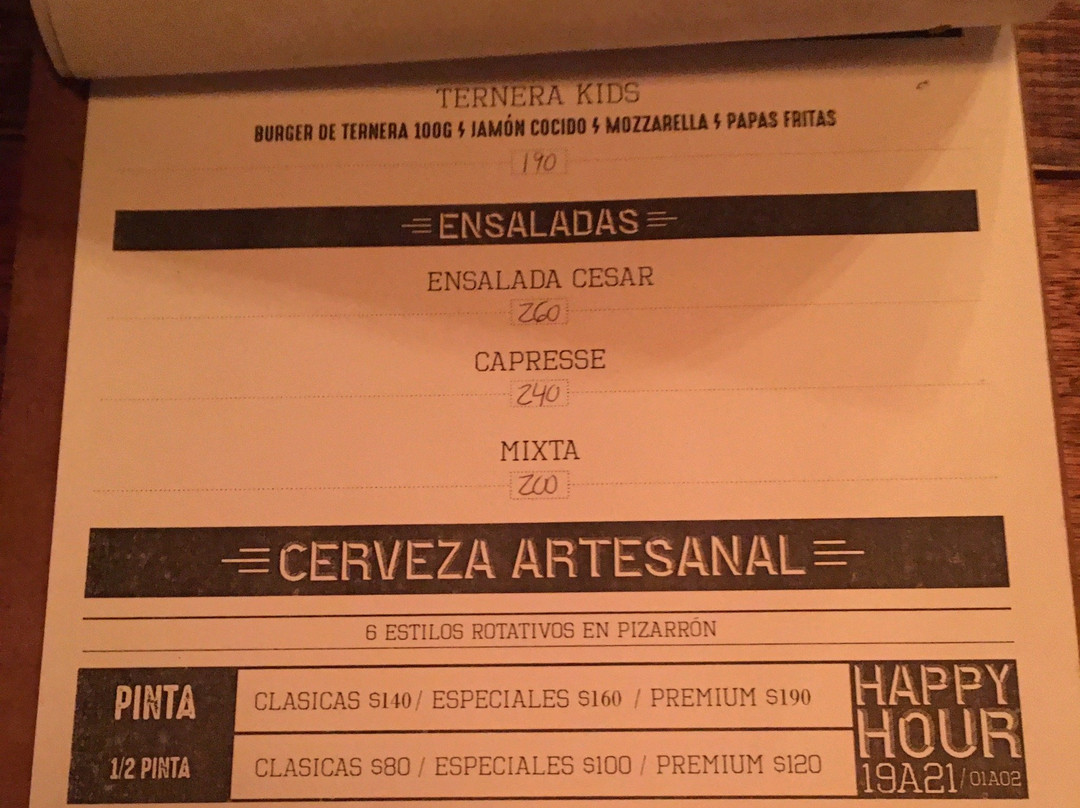 TERNERA KIDS
BURGER DE TERNERA 100G ϟ JAMÓN COCIDO ϟ MOZZARELLA ϟ PAPAS FRITAS
190
ENSALADAS
ENSALADA CESAR
260
CAPRESSE
240
MIXTA
200
CERVEZA ARTESANAL
6 ESTILOS ROTATIVOS EN PIZARRÓN
PINTA
CLASICAS $140 / ESPECIALES $160 / PREMIUM $190
1/2 PINTA
CLASICAS $80 / ESPECIALES $100 / PREMIUM $120
HAPPY
HOUR
19A21/01A02